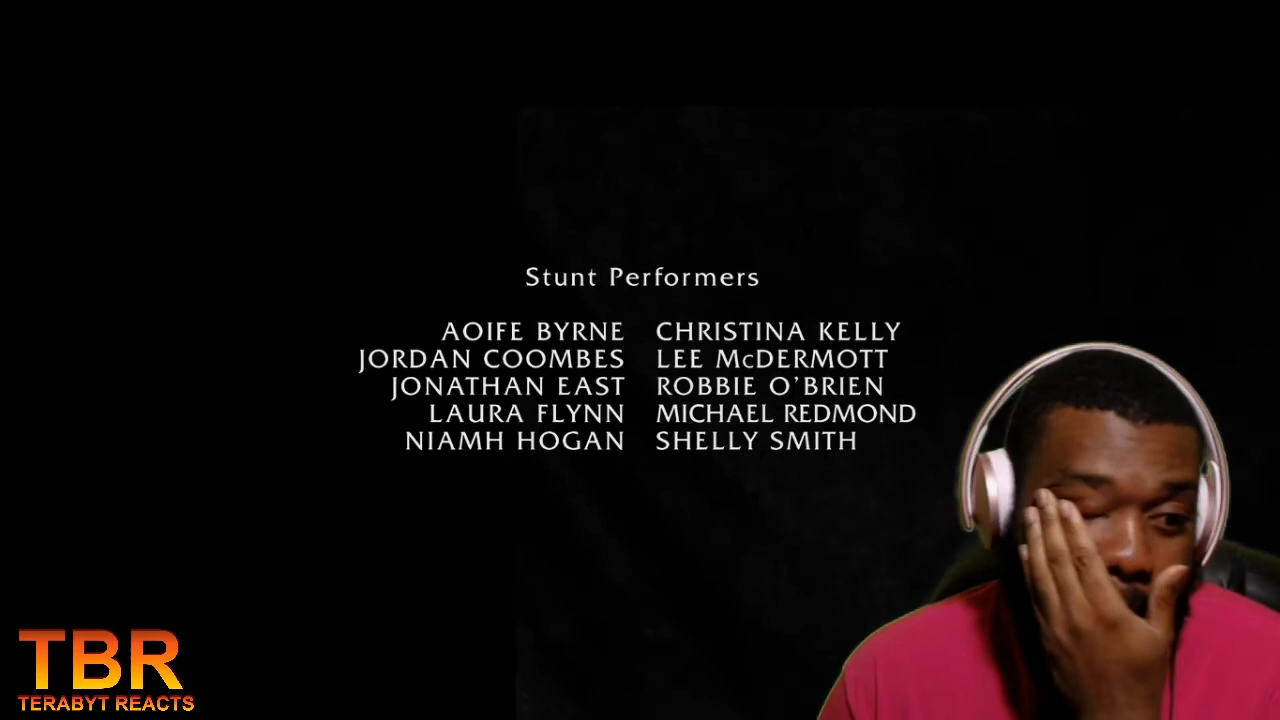 Stunt Performers
AOIFE BYRNE CHRISTINA KELLY
JORDAN COOMBES LEE McDERMOTT
JONATHAN EAST ROBBIE O'BRIEN
LAURA FLYNN MICHAEL REDMOND
NIAMH HOGAN SHELLY SMITH
TBR
TERABYT REACTS